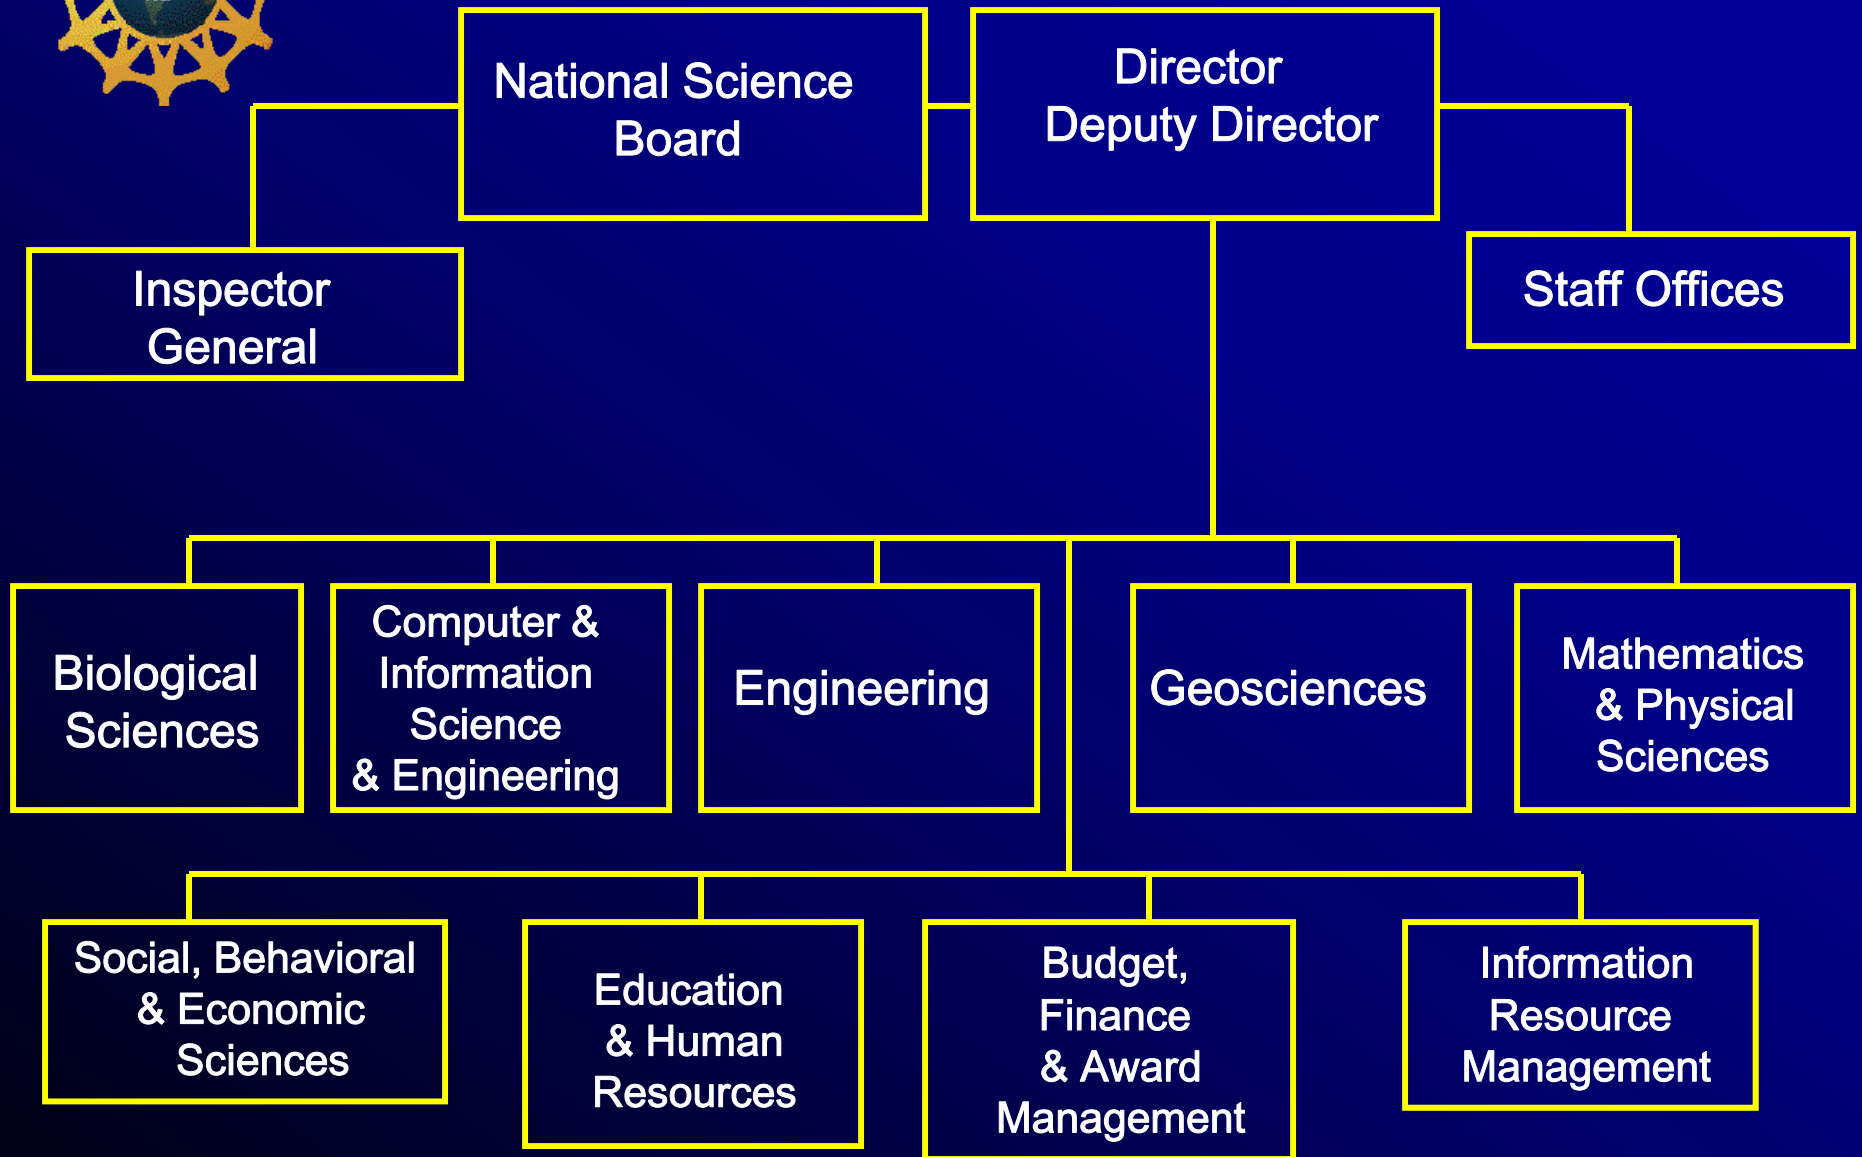 National Science
Board
Director
Deputy Director
Inspector
General
Staff Offices
Biological
Sciences
Computer &
Information
Science
& Engineering
Engineering
Geosciences
Mathematics
& Physical
Sciences
Social, Behavioral
& Economic
Sciences
Education
& Human
Resources
Budget,
Finance
& Award
Management
Information
Resource
Management